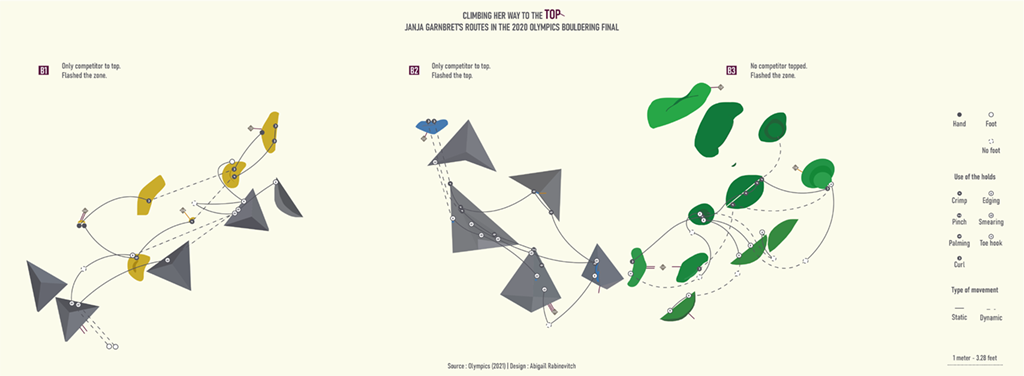 CLIMBING HER WAY TO THE TOP
JANJA GARNBRET'S ROUTES IN THE 2020 OLYMPICS BOULDERING FINAL
B1
Only competitor to top.
Flashed the zone.
B2
Only competitor to top.
Flashed the top.
B3
No competitor topped.
Flashed the zone.
Hand
Foot
No foot
Use of the holds
Crimp
Edging
Pinch
Smearing
Palming
Toe hook
Curl
Type of movement
Static
Dynamic
1 meter - 3.28 feet
Source : Olympics (2021) | Design : Abigaïl Rabinovitch